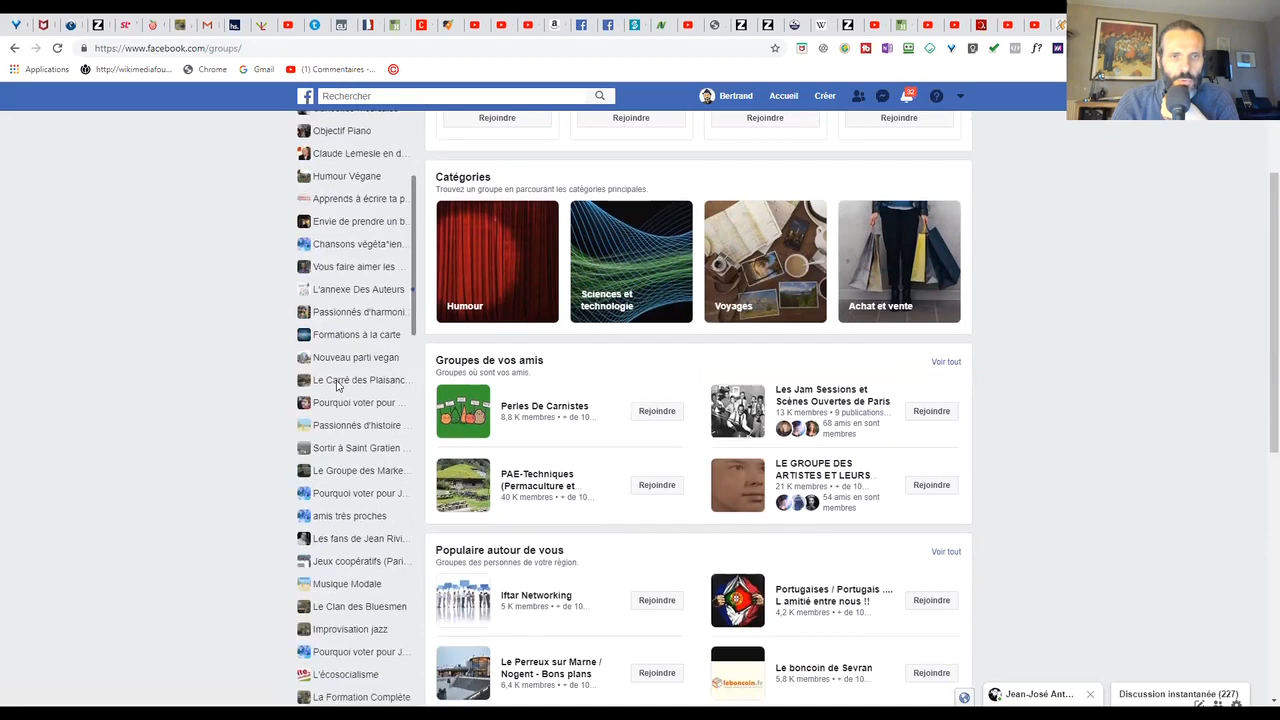 https://www.facebook.com/groups/
Applications
http://wikimediafou...
Chrome
Gmail
(1) Commentaires -...
Rechercher
Bertrand
Accueil
Créer
32
Objectif Piano
Claude Lemesle en d...
Humour Végane
Apprends à écrire ta p...
Envie de prendre un b...
Chansons végéta*ien...
Vous faire aimer les ...
L'annexe Des Auteurs
Passionnés d'harmoni...
Formations à la carte
Nouveau parti vegan
Le Carré des Plaisanc...
Pourquoi voter pour ...
Passionnés d'histoire ...
Sortir à Saint Gratien ...
Le Groupe des Marke...
Pourquoi voter pour J...
amis très proches
Les fans de Jean Rivi...
Jeux coopératifs (Pari...
Musique Modale
Le Clan des Bluesmen
Improvisation jazz
Pourquoi voter pour J...
L'écosocialisme
La Formation Complète
Rejoindre
Rejoindre
Rejoindre
Rejoindre
Catégories
Trouvez un groupe en parcourant les catégories principales.
Humour
Sciences et
technologie
Voyages
Achat et vente
Groupes de vos amis
Voir tout
Groupes où sont vos amis.
Perles De Carnistes
8,8 K membres • + de 10...
Rejoindre
Les Jam Sessions et
Scènes Ouvertes de Paris
13 K membres • 9 publications...
68 amis en sont
membres
Rejoindre
PAE-Techniques
(Permaculture et
40 K membres • + de 10...
Rejoindre
LE GROUPE DES
ARTISTES ET LEURS
21 K membres • + de 10...
54 amis en sont
membres
Rejoindre
Populaire autour de vous
Voir tout
Groupes des personnes de votre région.
Iftar Networking
5 K membres • + de 10...
Rejoindre
Portugaises / Portugais ....
L amitié entre nous !!
4,2 K membres • + de 10...
Rejoindre
Le Perreux sur Marne /
Nogent - Bons plans
6,4 K membres • + de 10...
Rejoindre
leboncoin.fr
Le boncoin de Sevran
5,8 K membres • + de 10...
Rejoindre
Jean-José Ant...
Discussion instantanée (227)